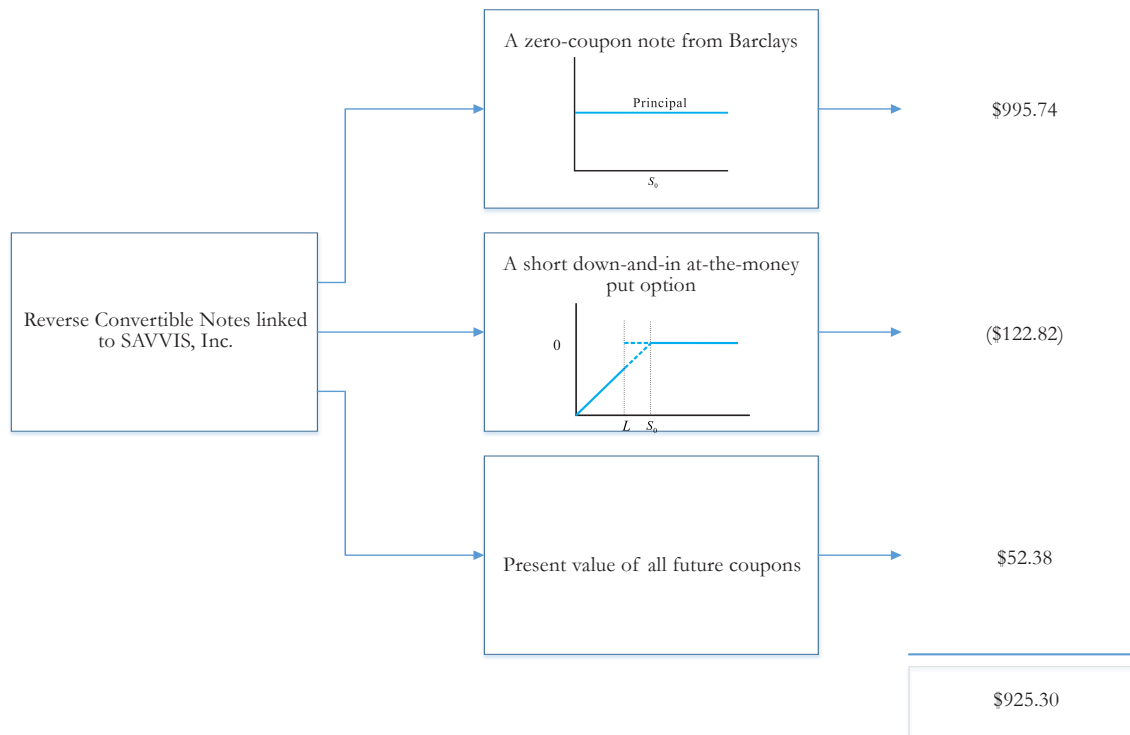 A zero-coupon note from Barclays
Principal
S₀
$995.74
Reverse Convertible Notes linked
to SAVVIS, Inc.
A short down-and-in at-the-money
put option
0
L S₀
($122.82)
Present value of all future coupons
$52.38
$925.30